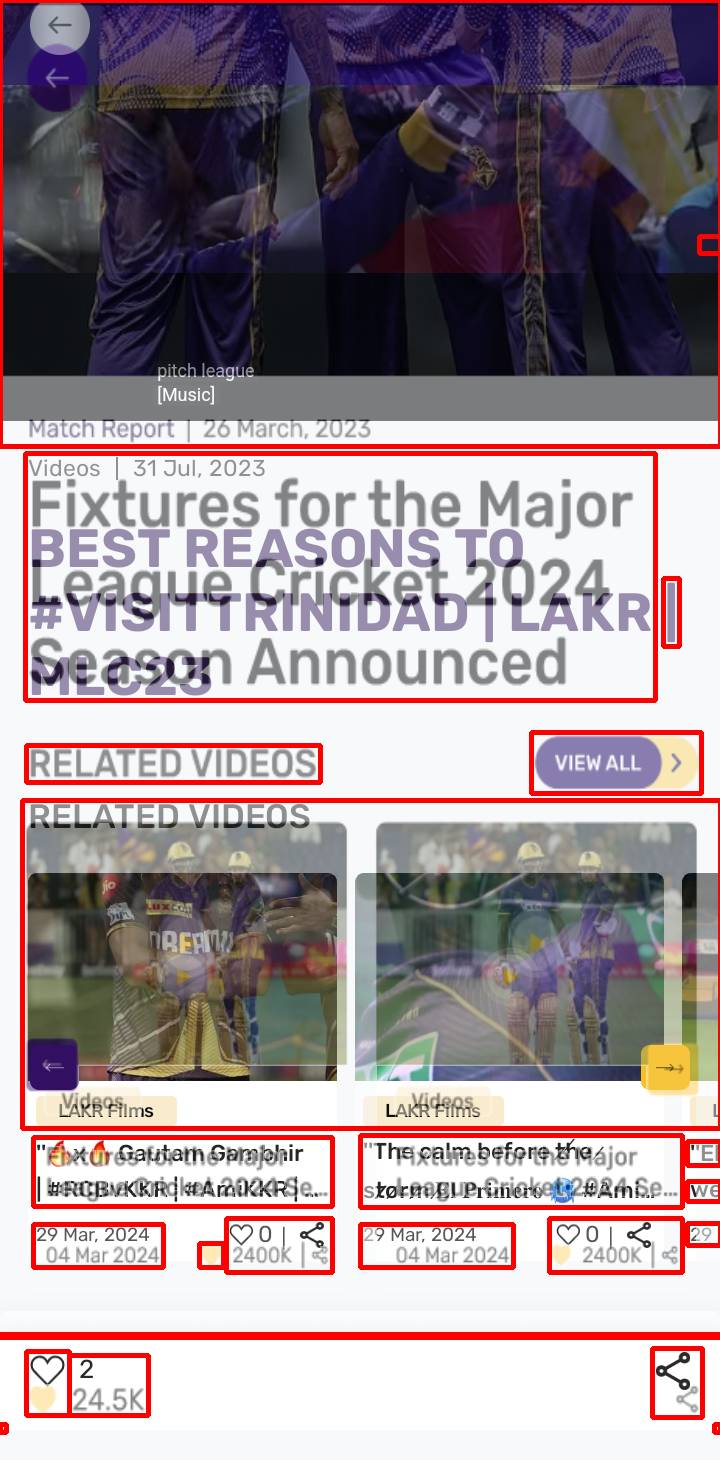 pitch league
[Music]
Match Report | 26 March, 2023
Videos | 31 Jul, 2023
Fixtures for the Major
BEST REASONS TO
League Cricket 2024
#VISITTRINIDAD | LAKR
Season Announced
MLC23
RELATED VIDEOS
VIEW ALL
RELATED VIDEOS
jio
LUX
Videos
LAKR Films
Videos
LAKR Films
L
"🔥x🔥 Gautam Gambhir
Fixtures for the Major
| #RCBvKKR | #AmiKKR |...
League Cricket 2024 Se...
"The calm before the
Fixtures for the Major
storm El Primero 🥶 #Ami...
League Cricket 2024 Se...
"El
we
29 Mar, 2024
0 |
04 Mar 2024
2400K |
29 Mar, 2024
0 |
04 Mar 2024
2400K |
29
2
24.5K